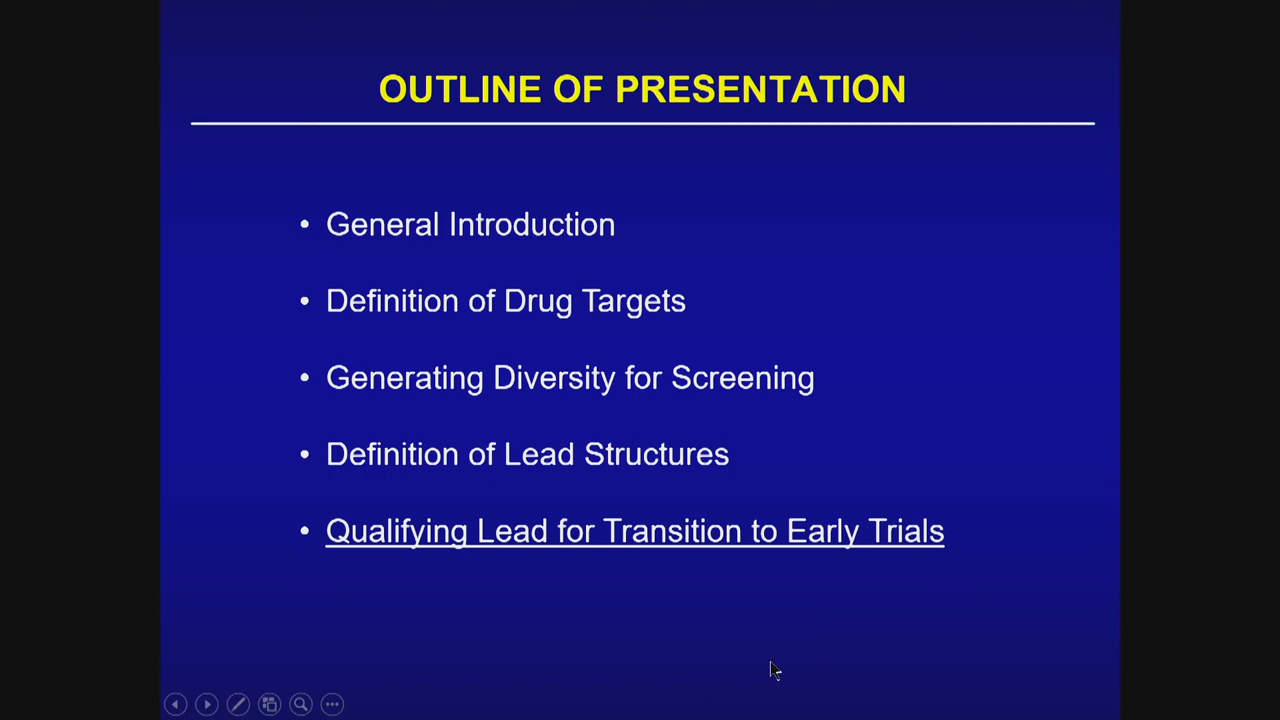 OUTLINE OF PRESENTATION
• General Introduction
• Definition of Drug Targets
• Generating Diversity for Screening
• Definition of Lead Structures
• Qualifying Lead for Transition to Early Trials